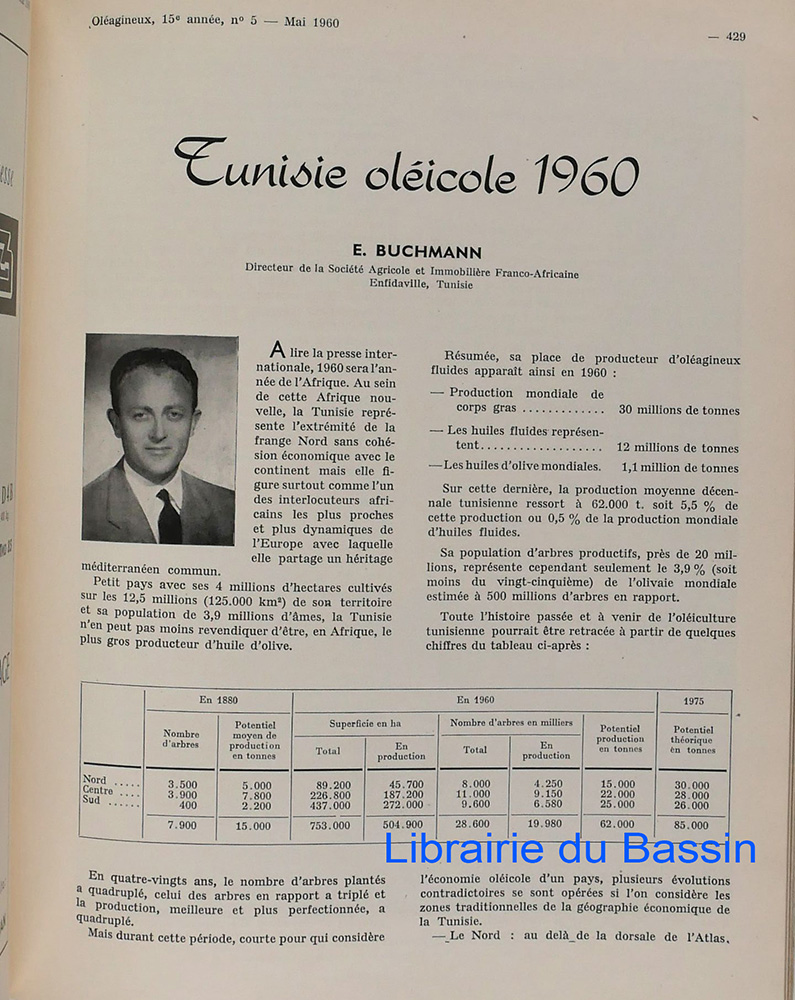 Oléagineux, 15e année, n° 5 — Mai 1960
— 429
Tunisie oléicole 1960
E. BUCHMANN
Directeur de la Société Agricole et Immobilière Franco-Africaine
Enfidaville, Tunisie
A lire la presse inter-
nationale, 1960 sera l'an-
née de l'Afrique. Au sein
de cette Afrique nou-
velle, la Tunisie repré-
sente l'extrémité de la
frange Nord sans cohé-
sion économique avec le
continent mais elle fi-
gure surtout comme l'un
des interlocuteurs afri-
cains les plus proches
et plus dynamiques de
l'Europe avec laquelle
elle partage un héritage
méditerranéen commun.
Petit pays avec ses 4 millions d'hectares cultivés
sur les 12,5 millions (125.000 km²) de son territoire
et sa population de 3,9 millions d'âmes, la Tunisie
n'en peut pas moins revendiquer d'être, en Afrique, le
plus gros producteur d'huile d'olive.
Résumée, sa place de producteur d'oléagineux
fluides apparaît ainsi en 1960 :
— Production mondiale de
corps gras ............. 30 millions de tonnes
— Les huiles fluides représen-
tent.................. 12 millions de tonnes
— Les huiles d'olive mondiales. 1,1 million de tonnes
Sur cette dernière, la production moyenne décen-
nale tunisienne ressort à 62.000 t. soit 5,5 % de
cette production ou 0,5 % de la production mondiale
d'huiles fluides.
Sa population d'arbres productifs, près de 20 mil-
lions, représente cependant seulement le 3,9 % (soit
moins du vingt-cinquième) de l'olivaie mondiale
estimée à 500 millions d'arbres en rapport.
Toute l'histoire passée et à venir de l'oléiculture
tunisienne pourrait être retracée à partir de quelques
chiffres du tableau ci-après :
En 1880 En 1960 1975
Nombre d'arbres
Potentiel moyen de production en tonnes
Superficie en ha
Total
En production
Nombre d'arbres en milliers
Total
En production
Potentiel production en tonnes
Potentiel théorique en tonnes
Nord ..... 3.500 5.000 89.200 45.700 8.000 4.250 15.000 30.000
Centre .... 3.900 7.800 226.800 187.200 11.000 9.150 22.000 28.000
Sud ...... 400 2.200 437.000 272.000 9.600 6.580 25.000 26.000
7.900 15.000 753.000 504.900 28.600 19.980 62.000 85.000
Librairie du Bassin
En quatre-vingts ans, le nombre d'arbres plantés
a quadruplé, celui des arbres en rapport a triplé et
la production, meilleure et plus perfectionnée, a
quadruplé.
Mais durant cette période, courte pour qui considère
l'économie oléicole d'un pays, plusieurs évolutions
contradictoires se sont opérées si l'on considère les
zones traditionnelles de la géographie économique de
la Tunisie.
— Le Nord : au delà de la dorsale de l'Atlas,